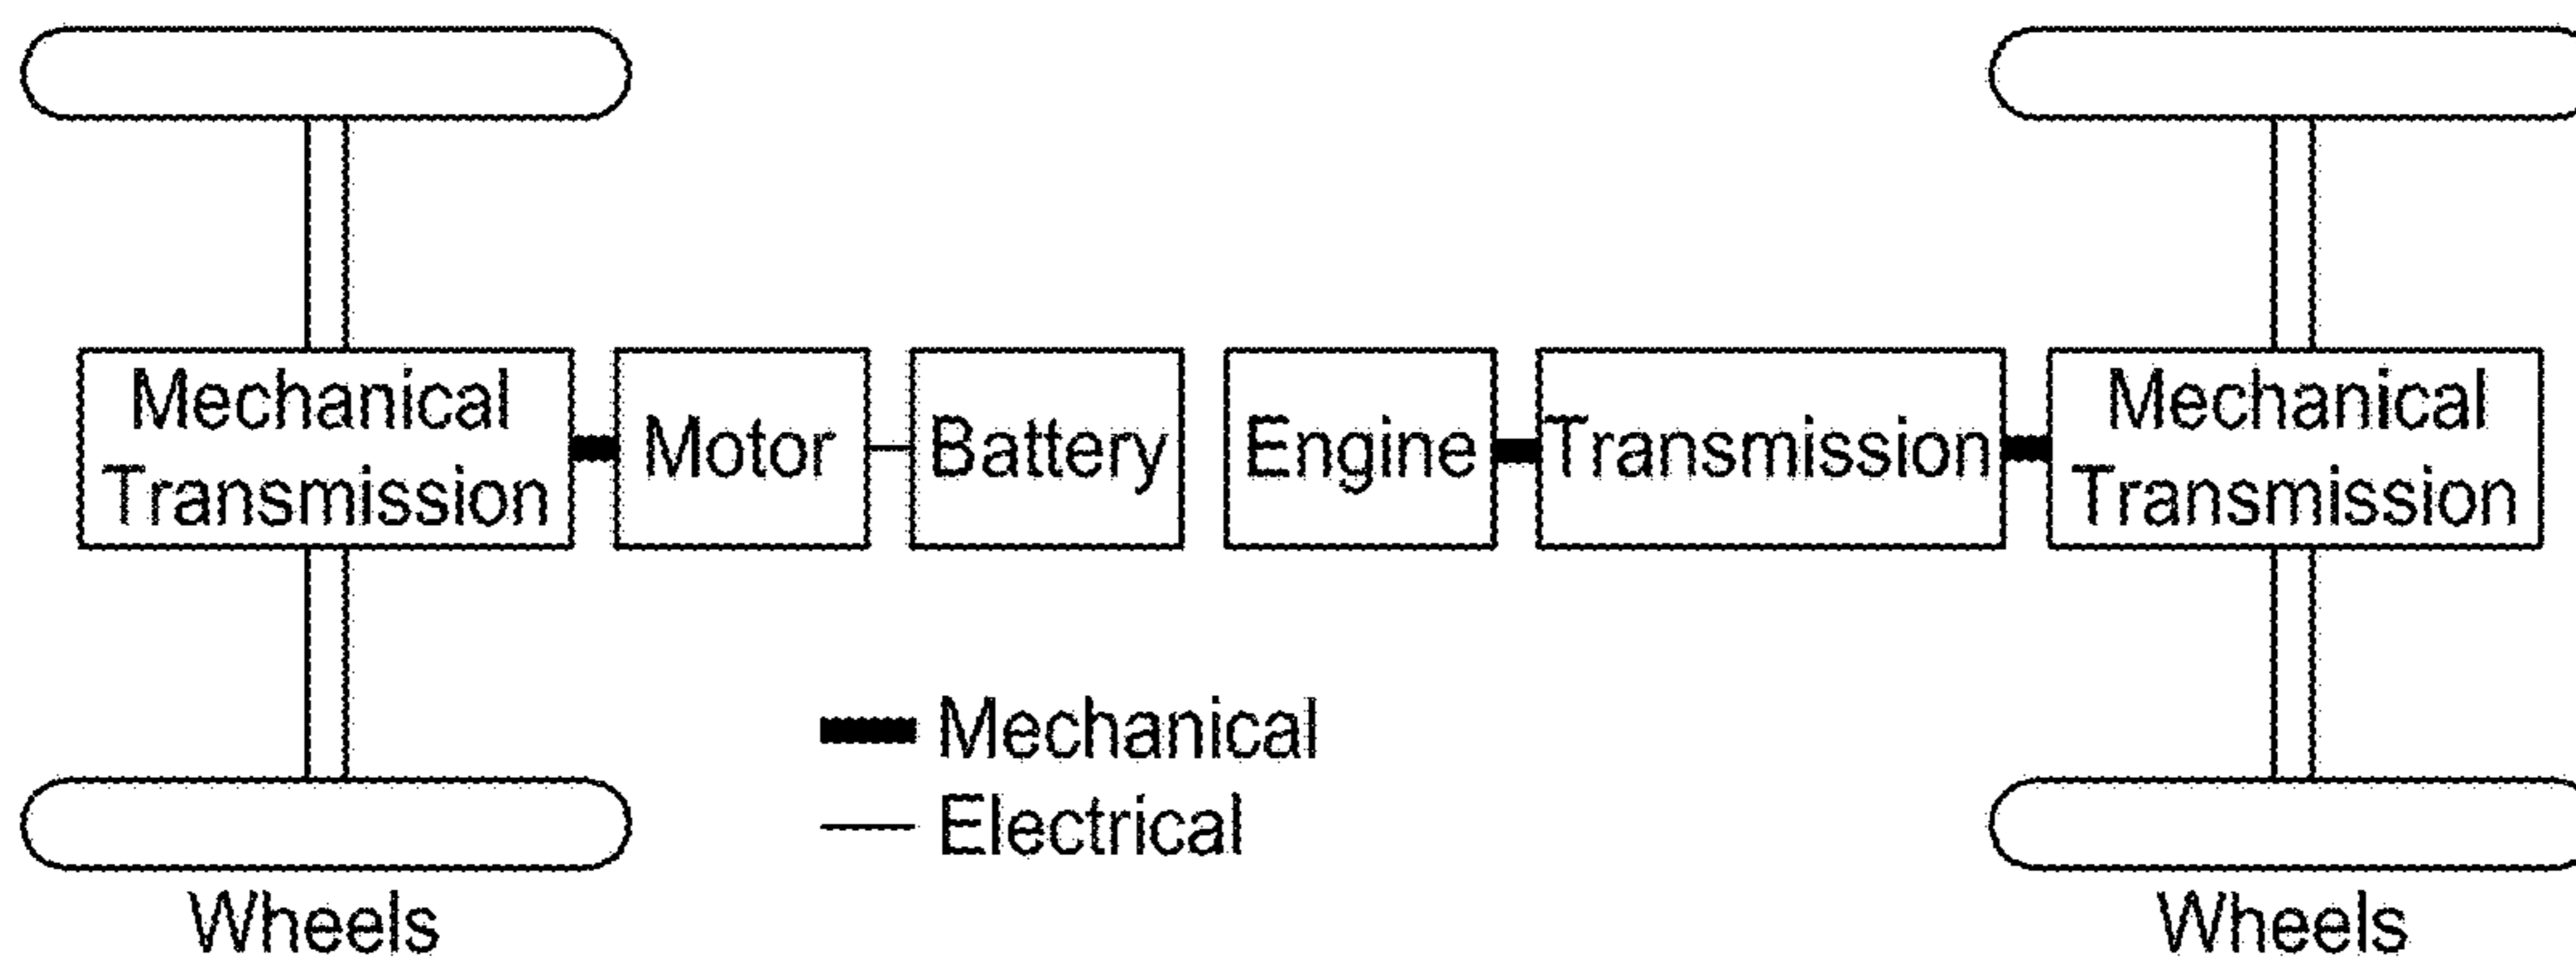 Mechanical
Transmission
Motor
Battery
Engine
Transmission
Mechanical
Transmission
Mechanical
Electrical
Wheels
Wheels